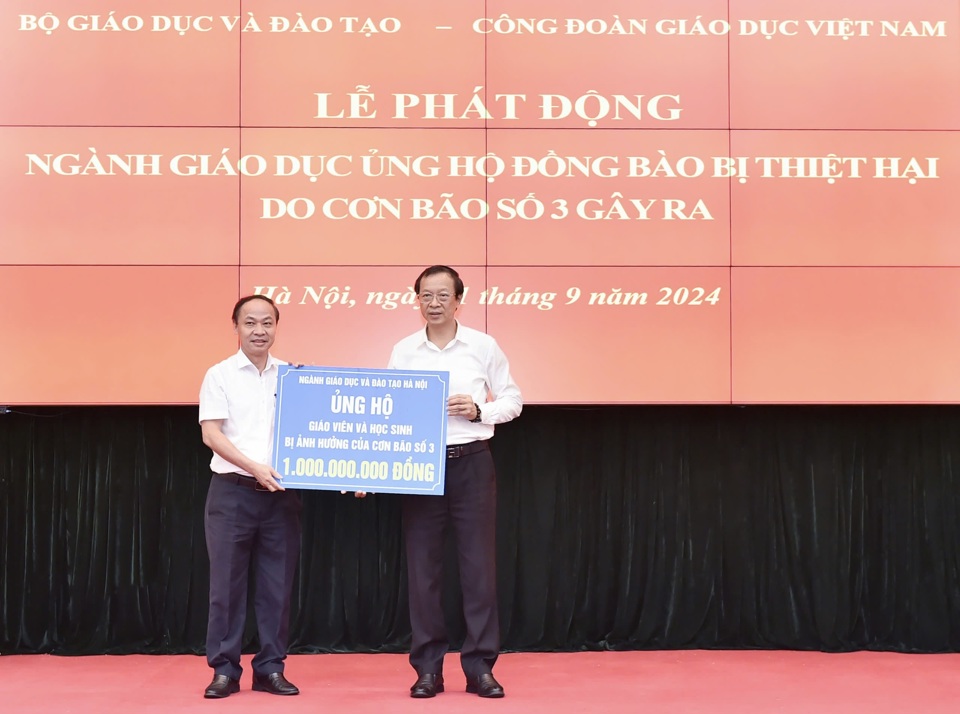 BỘ GIÁO DỤC VÀ ĐÀO TẠO – CÔNG ĐOÀN GIÁO DỤC VIỆT NAM
LỄ PHÁT ĐỘNG
NGÀNH GIÁO DỤC ỦNG HỘ ĐỒNG BÀO BỊ THIỆT HẠI
DO CƠN BÃO SỐ 3 GÂY RA
Hà Nội, tháng 9 năm 2024
NGÀNH GIÁO DỤC VÀ ĐÀO TẠO HÀ NỘI
ỦNG HỘ
GIÁO VIÊN VÀ HỌC SINH
BỊ ẢNH HƯỞNG CỦA CƠN BÃO SỐ 3
1.000.000.000 ĐỒNG